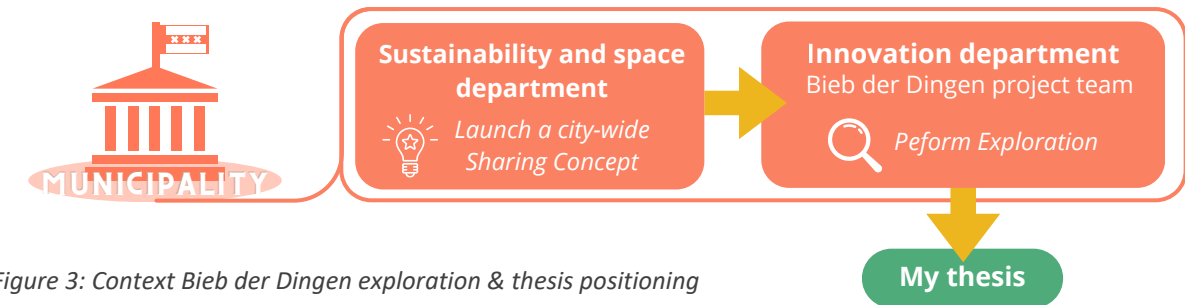 MUNICIPALITY
Sustainability and space
department
Launch a city-wide
Sharing Concept
Innovation department
Bieb der Dingen project team
Peform Exploration
My thesis
Figure 3: Context Bieb der Dingen exploration & thesis positioning